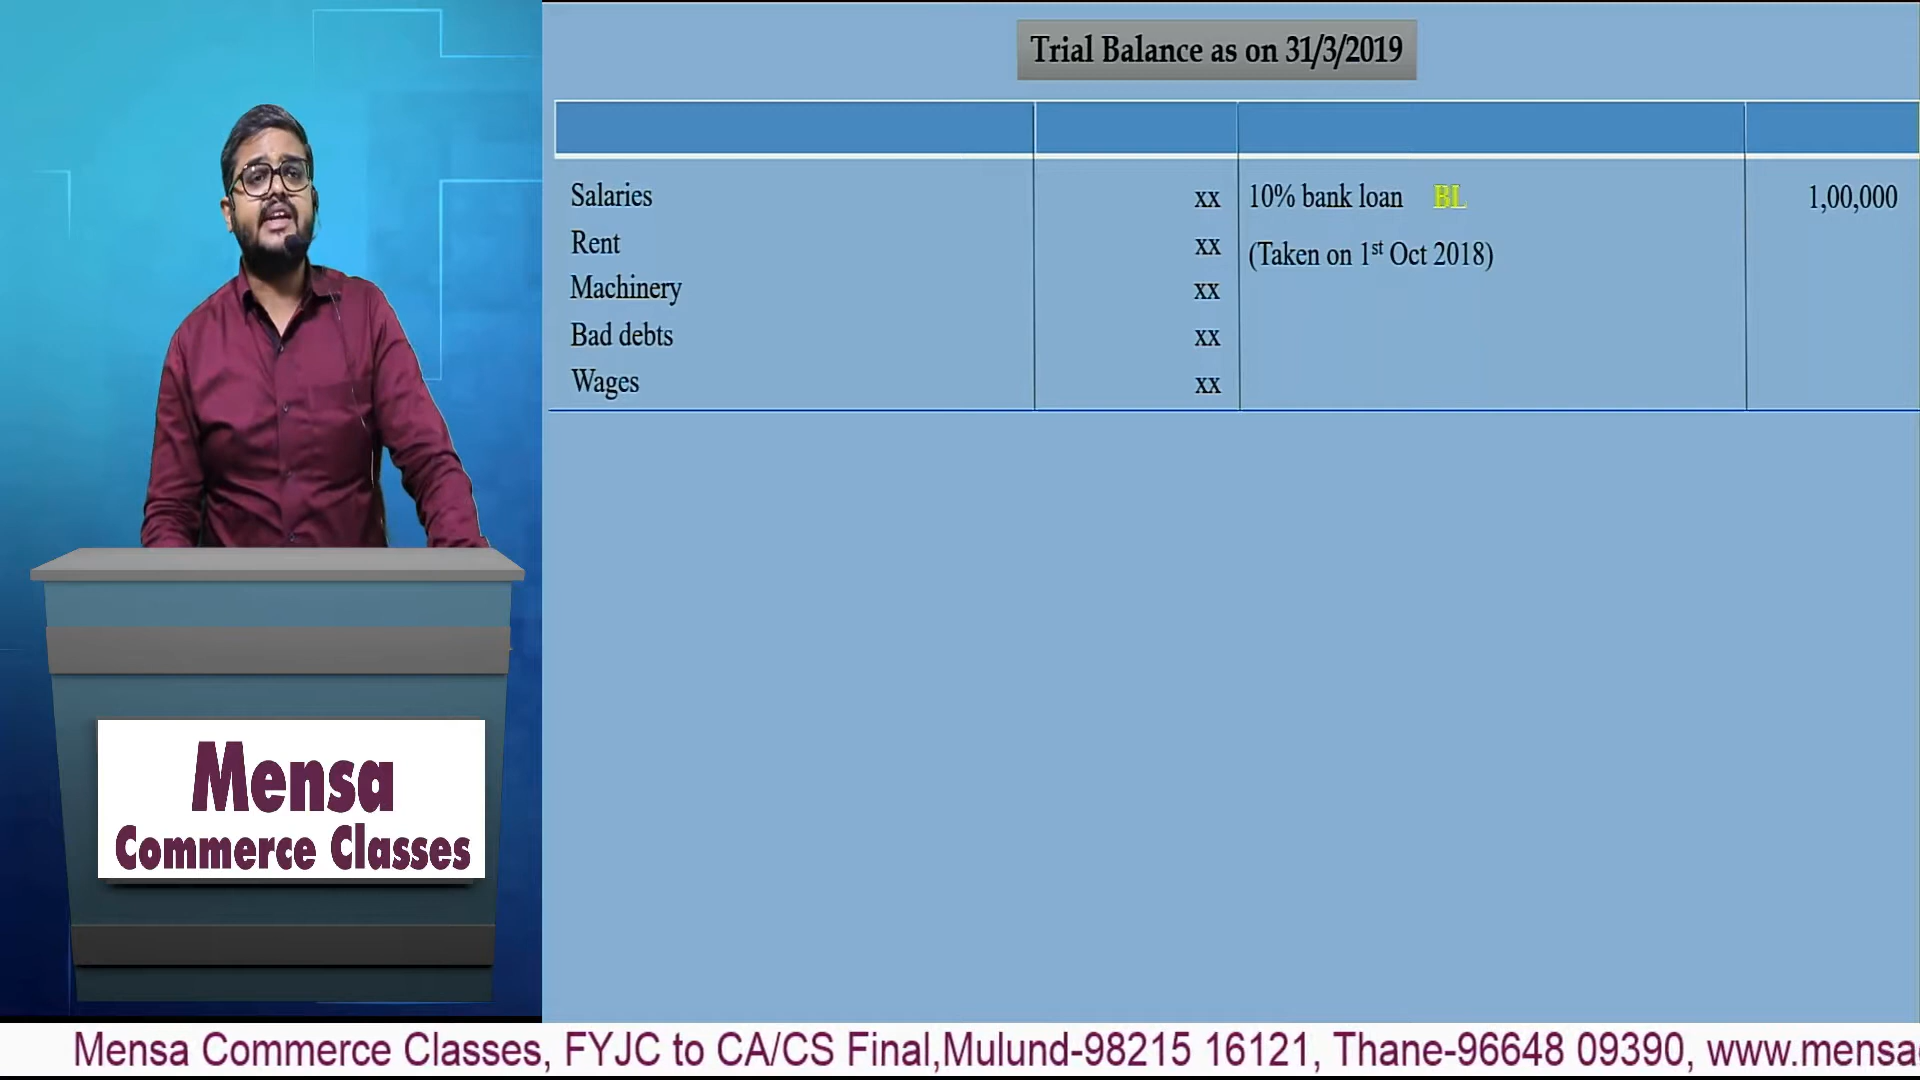 Trial Balance as on 31/3/2019
Salaries xx 10% bank loan BL 1,00,000
Rent xx (Taken on 1st Oct 2018)
Machinery xx
Bad debts xx
Wages xx
Mensa
Commerce Classes
Mensa Commerce Classes, FYJC to CA/CS Final,Mulund-98215 16121, Thane-96648 09390, www.mensa